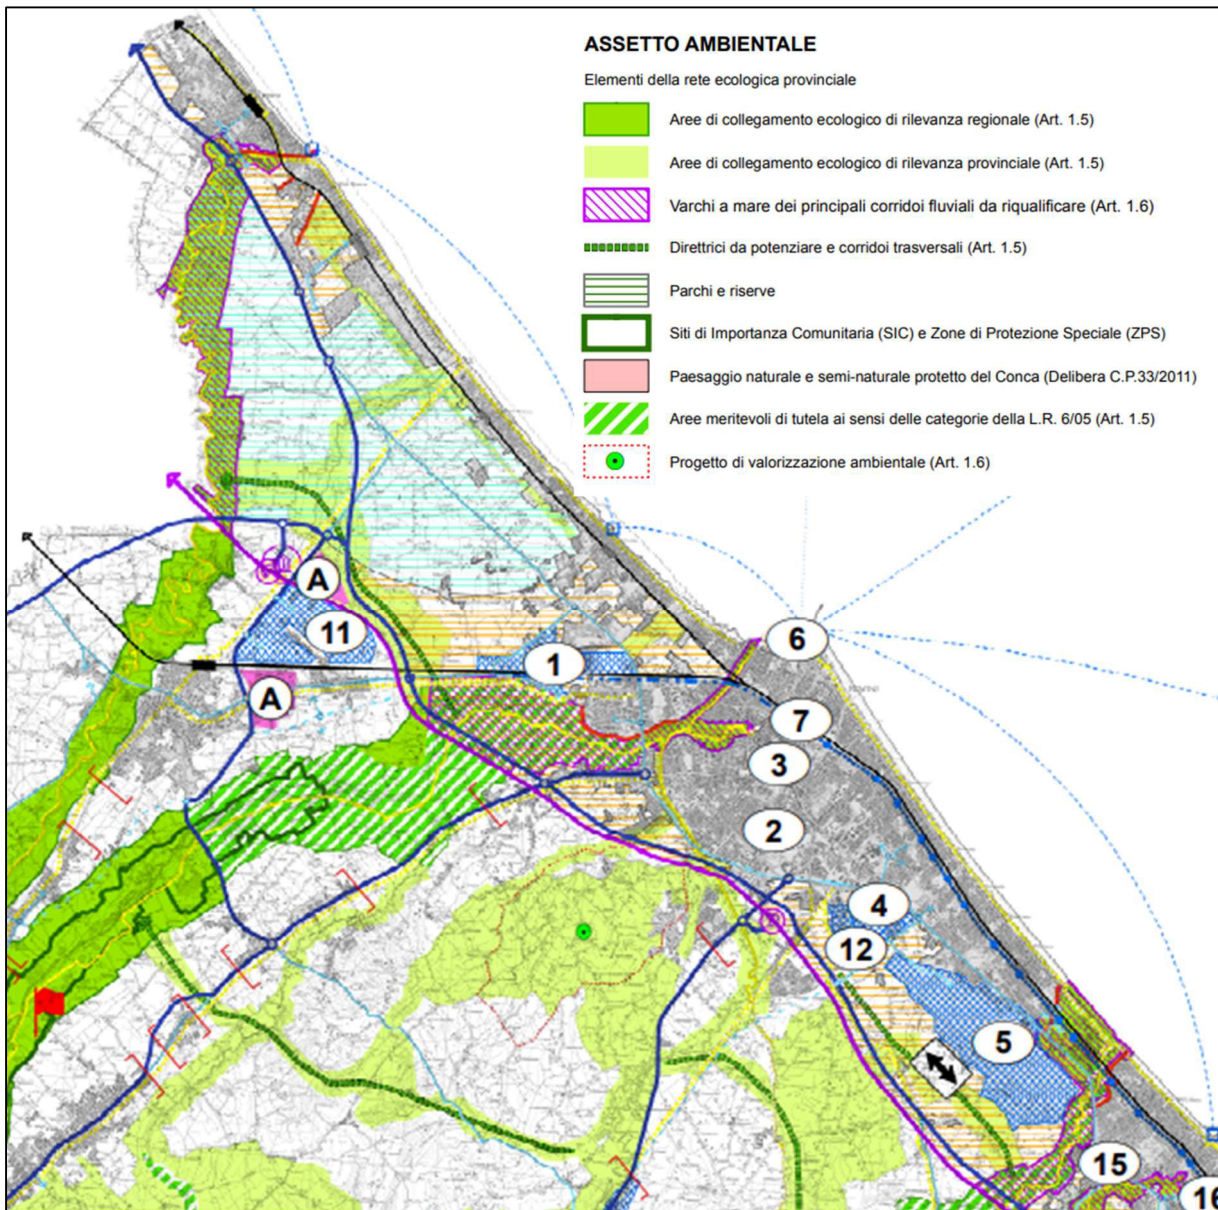 ASSETTO AMBIENTALE
Elementi della rete ecologica provinciale
Aree di collegamento ecologico di rilevanza regionale (Art. 1.5)
Aree di collegamento ecologico di rilevanza provinciale (Art. 1.5)
Varchi a mare dei principali corridoi fluviali da riqualificare (Art. 1.6)
Direttrici da potenziare e corridoi trasversali (Art. 1.5)
Parchi e riserve
Siti di Importanza Comunitaria (SIC) e Zone di Protezione Speciale (ZPS)
Paesaggio naturale e semi-naturale protetto del Conca (Delibera C.P.33/2011)
Aree meritevoli di tutela ai sensi delle categorie della L.R. 6/05 (Art. 1.5)
Progetto di valorizzazione ambientale (Art. 1.6)
A
11
6
1
A
7
3
2
4
12
5
15
16